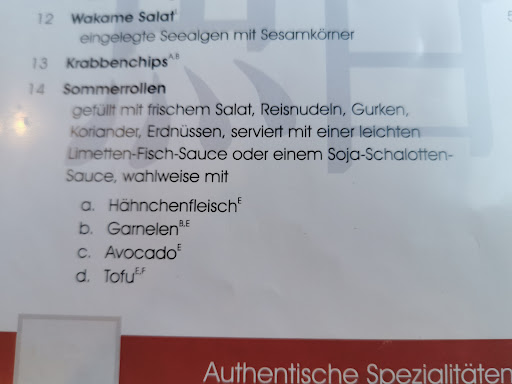 12 Wakame Salat
eingelegte Seealgen mit Sesamkörner
13 Krabbenchips A,B
14 Sommerrollen
gefüllt mit frischem Salat, Reisnudeln, Gurken,
Koriander, Erdnüssen, serviert mit einer leichten
Limetten-Fisch-Sauce oder einem Soja-Schalotten-
Sauce, wahlweise mit
a. Hähnchenfleisch E
b. Garnelen B,E
c. Avocado E
d. Tofu E,F
Authentische Spezialitäten